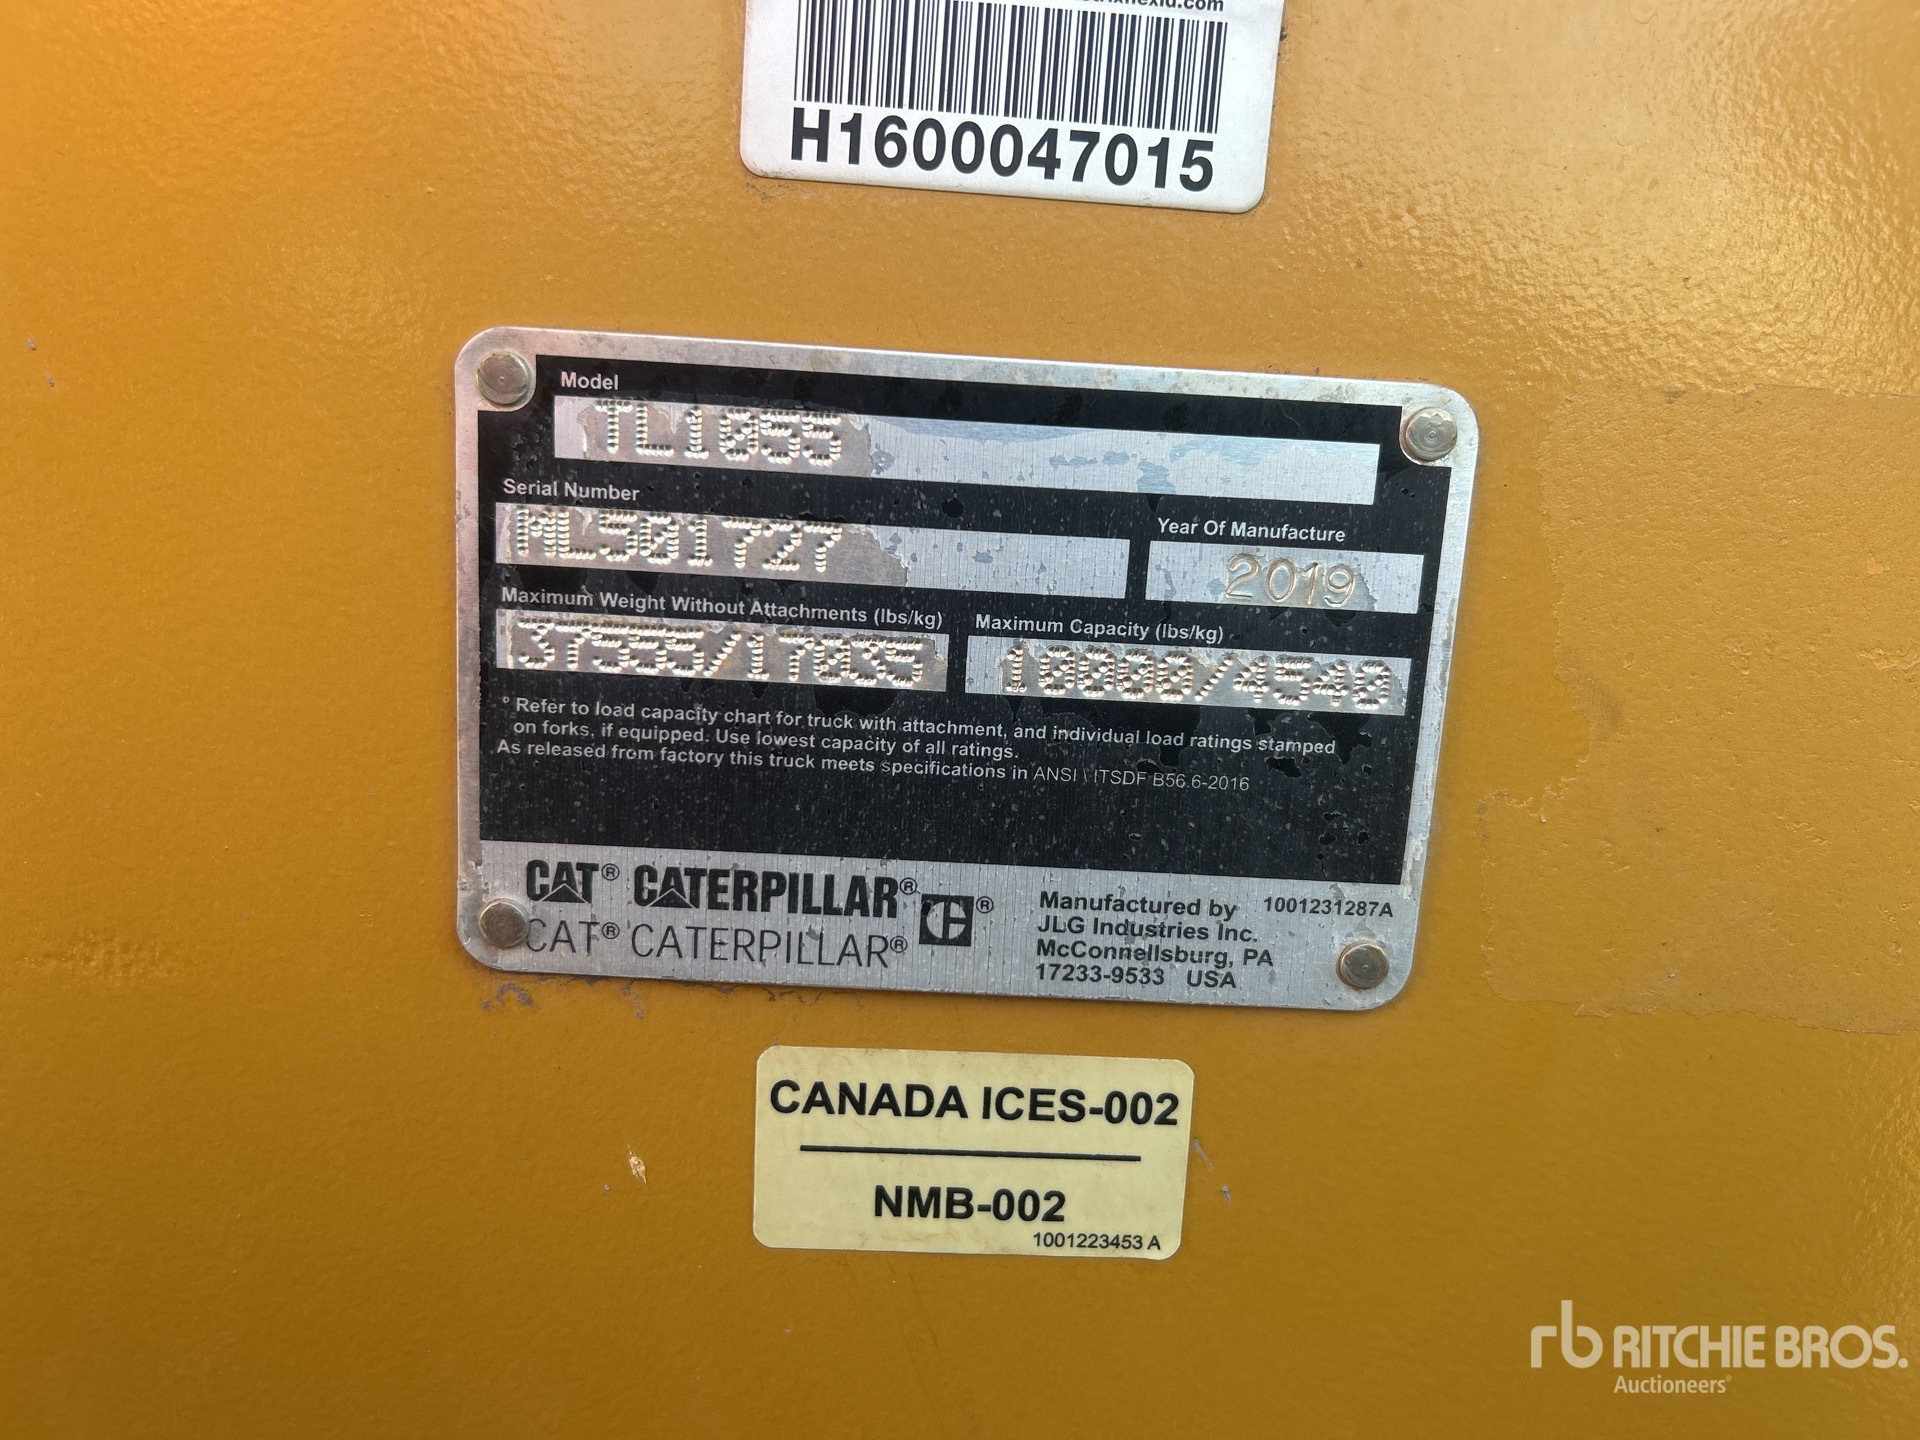 H1600047015
Model
TL1055
Serial Number
ML501727
Year Of Manufacture
2019
Maximum Weight Without Attachments (lbs/kg)
37555/17035
Maximum Capacity (lbs/kg)
10000/4540
° Refer to load capacity chart for truck with attachment, and individual load ratings stamped
on forks, if equipped. Use lowest capacity of all ratings.
As released from factory this truck meets specifications in ANSI \ ITSDF B56.6-2016
CAT® CATERPILLAR® ®
CAT® CATERPILLAR®
Manufactured by 1001231287A
JLG Industries Inc.
McConnellsburg, PA
17233-9533 USA
CANADA ICES-002
NMB-002
1001223453 A
rb RITCHIE BROS.
Auctioneers